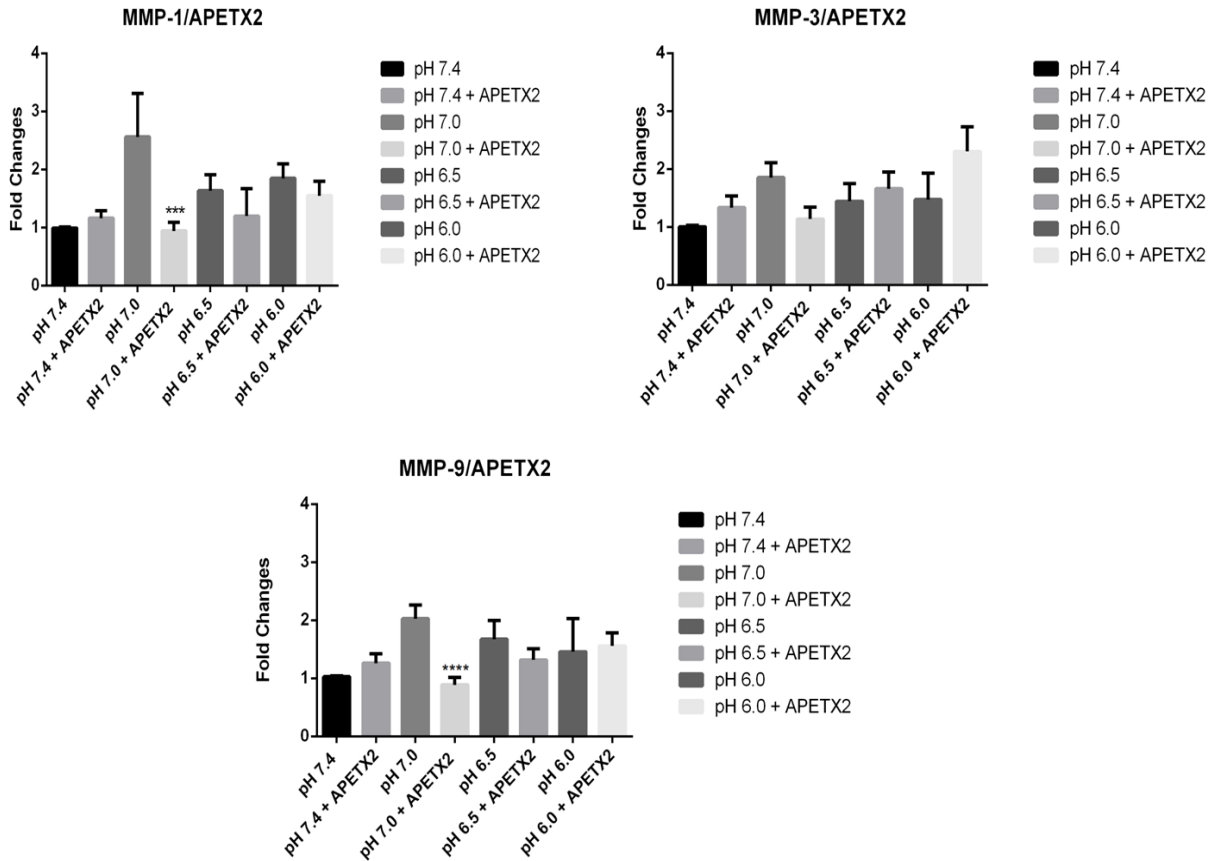 MMP-1/APETX2
Fold Changes
4
3
2
1
0
pH 7.4
pH 7.4 + APETX2
pH 7.0
pH 7.0 + APETX2
pH 6.5
pH 6.5 + APETX2
pH 6.0
pH 6.0 + APETX2
***
pH 7.4
pH 7.4 + APETX2
pH 7.0
pH 7.0 + APETX2
pH 6.5
pH 6.5 + APETX2
pH 6.0
pH 6.0 + APETX2
MMP-3/APETX2
Fold Changes
4
3
2
1
0
pH 7.4
pH 7.4 + APETX2
pH 7.0
pH 7.0 + APETX2
pH 6.5
pH 6.5 + APETX2
pH 6.0
pH 6.0 + APETX2
pH 7.4
pH 7.4 + APETX2
pH 7.0
pH 7.0 + APETX2
pH 6.5
pH 6.5 + APETX2
pH 6.0
pH 6.0 + APETX2
MMP-9/APETX2
Fold Changes
4
3
2
1
0
pH 7.4
pH 7.4 + APETX2
pH 7.0
pH 7.0 + APETX2
pH 6.5
pH 6.5 + APETX2
pH 6.0
pH 6.0 + APETX2
****
pH 7.4
pH 7.4 + APETX2
pH 7.0
pH 7.0 + APETX2
pH 6.5
pH 6.5 + APETX2
pH 6.0
pH 6.0 + APETX2